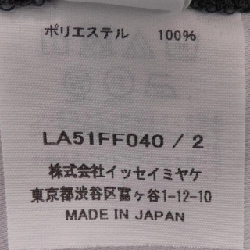 ポリエステル 100%
LA51FF040 / 2
株式会社イッセイミヤケ
東京都渋谷区富ヶ谷1-12-10
MADE IN JAPAN